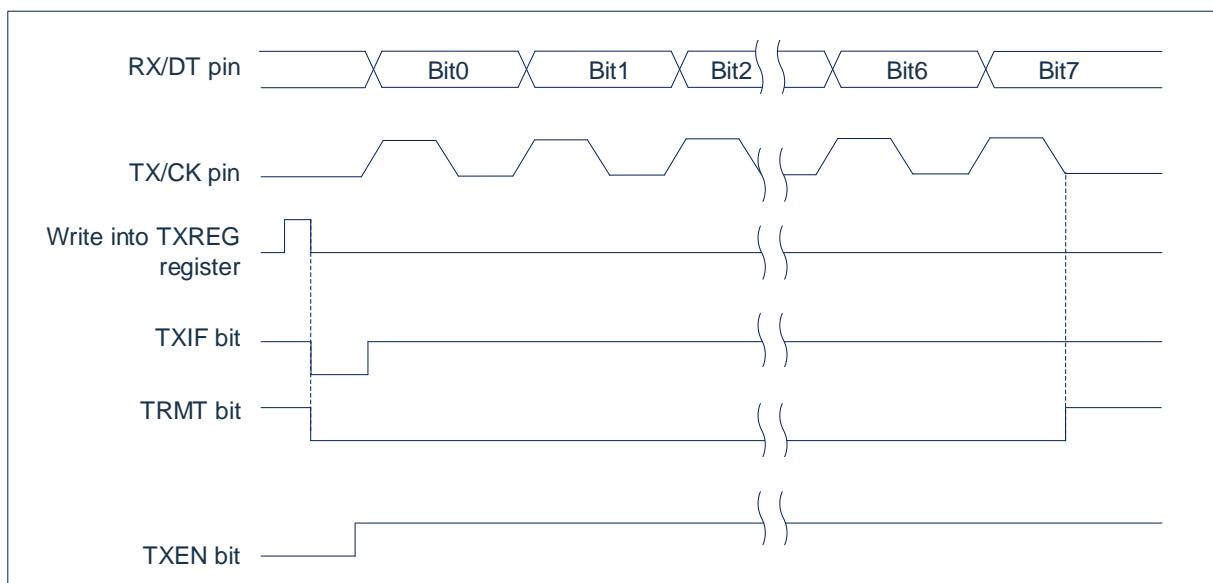 RX/DT pin
Bit0 Bit1 Bit2 Bit6 Bit7
TX/CK pin
Write into TXREG
register
TXIF bit
TRMT bit
TXEN bit